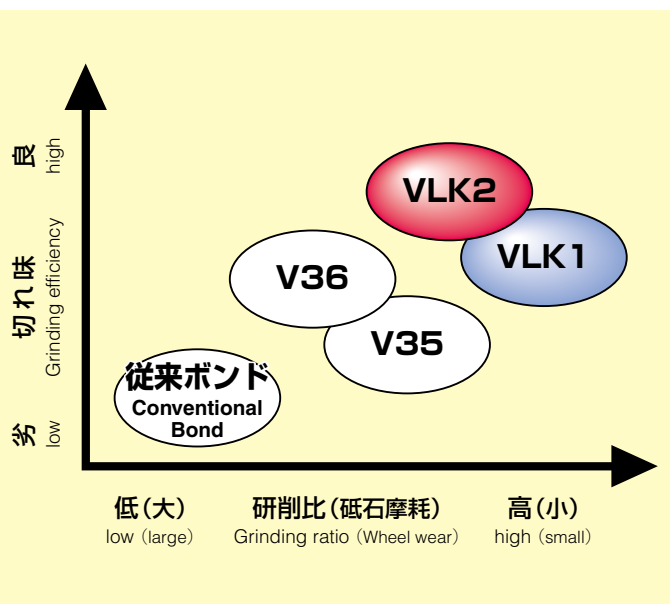 良
high
切れ味
Grinding efficiency
劣
low
VLK2
VLK1
V36
V35
従来ボンド
Conventional
Bond
低(大) 研削比(砥石摩耗) 高(小)
low (large) Grinding ratio (Wheel wear) high (small)